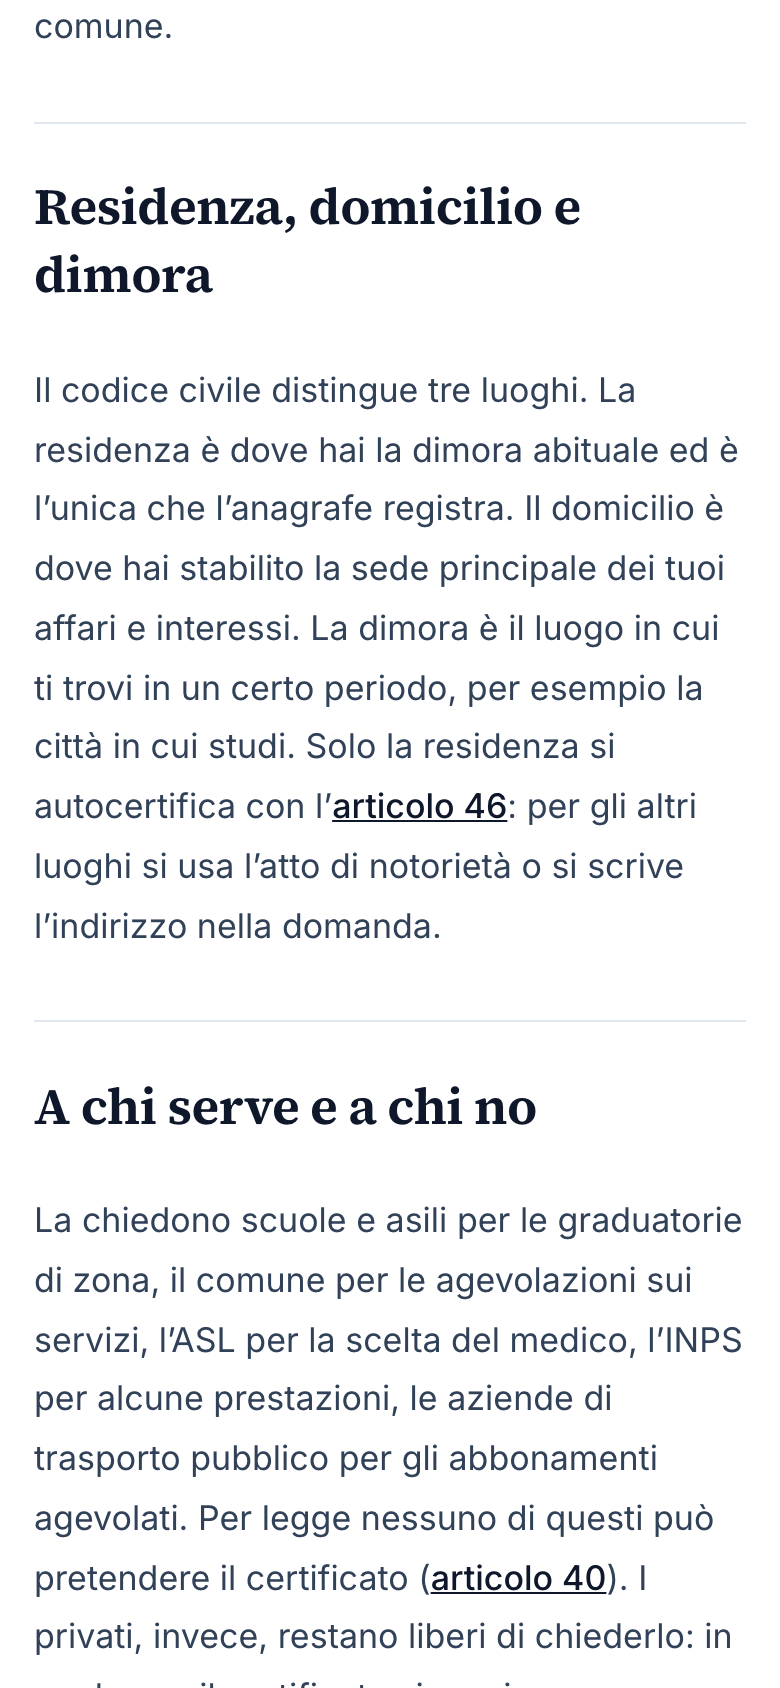 comune.
Residenza, domicilio e
dimora
Il codice civile distingue tre luoghi. La
residenza è dove hai la dimora abituale ed è
l’unica che l’anagrafe registra. Il domicilio è
dove hai stabilito la sede principale dei tuoi
affari e interessi. La dimora è il luogo in cui
ti trovi in un certo periodo, per esempio la
città in cui studi. Solo la residenza si
autocertifica con l’articolo 46: per gli altri
luoghi si usa l’atto di notorietà o si scrive
l’indirizzo nella domanda.
A chi serve e a chi no
La chiedono scuole e asili per le graduatorie
di zona, il comune per le agevolazioni sui
servizi, l’ASL per la scelta del medico, l’INPS
per alcune prestazioni, le aziende di
trasporto pubblico per gli abbonamenti
agevolati. Per legge nessuno di questi può
pretendere il certificato (articolo 40). I
privati, invece, restano liberi di chiederlo: in